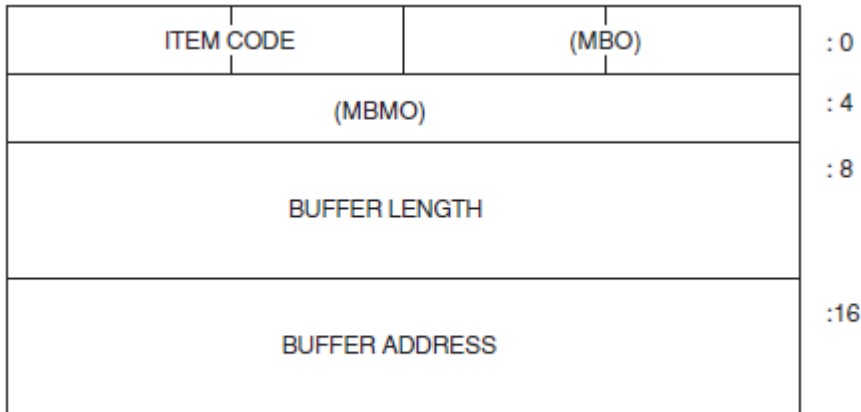 ITEM CODE (MBO) : 0
(MBMO) : 4
: 8
BUFFER LENGTH
:16
BUFFER ADDRESS